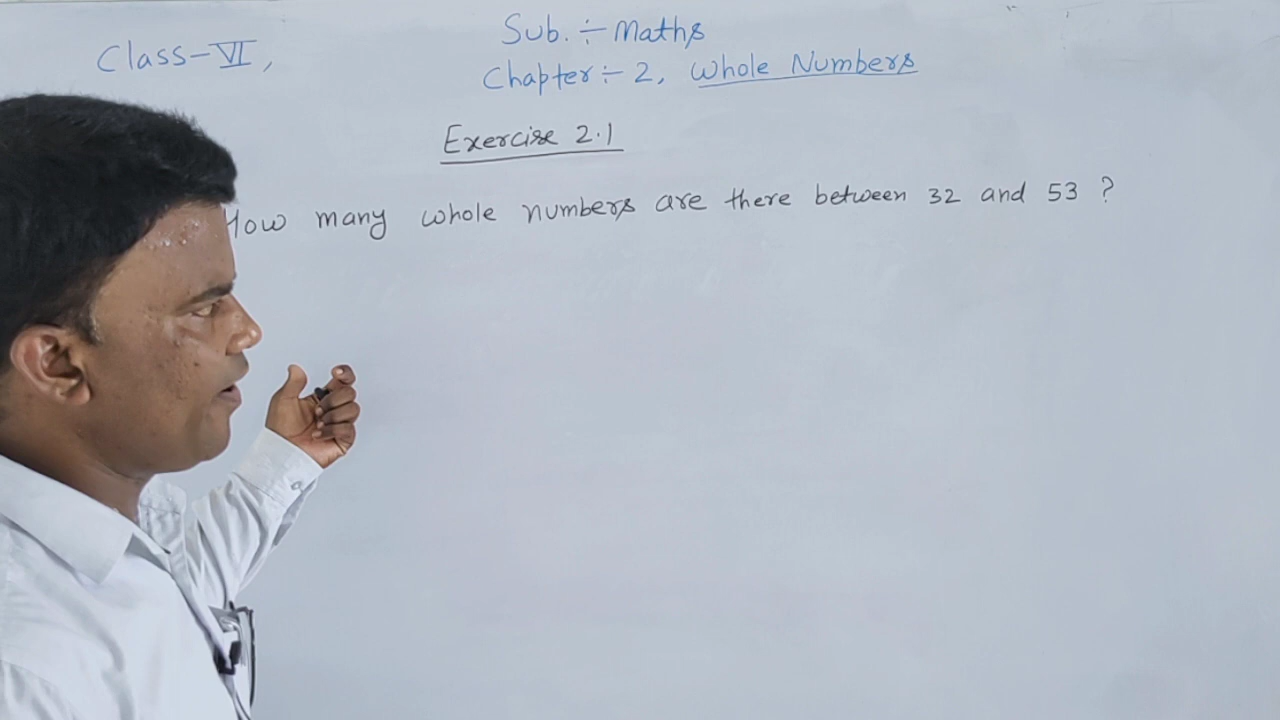 Class-VI,
Sub. ÷ Maths
Chapter ÷ 2, Whole Numbers
Exercise 2.1
How many whole numbers are there between 32 and 53 ?